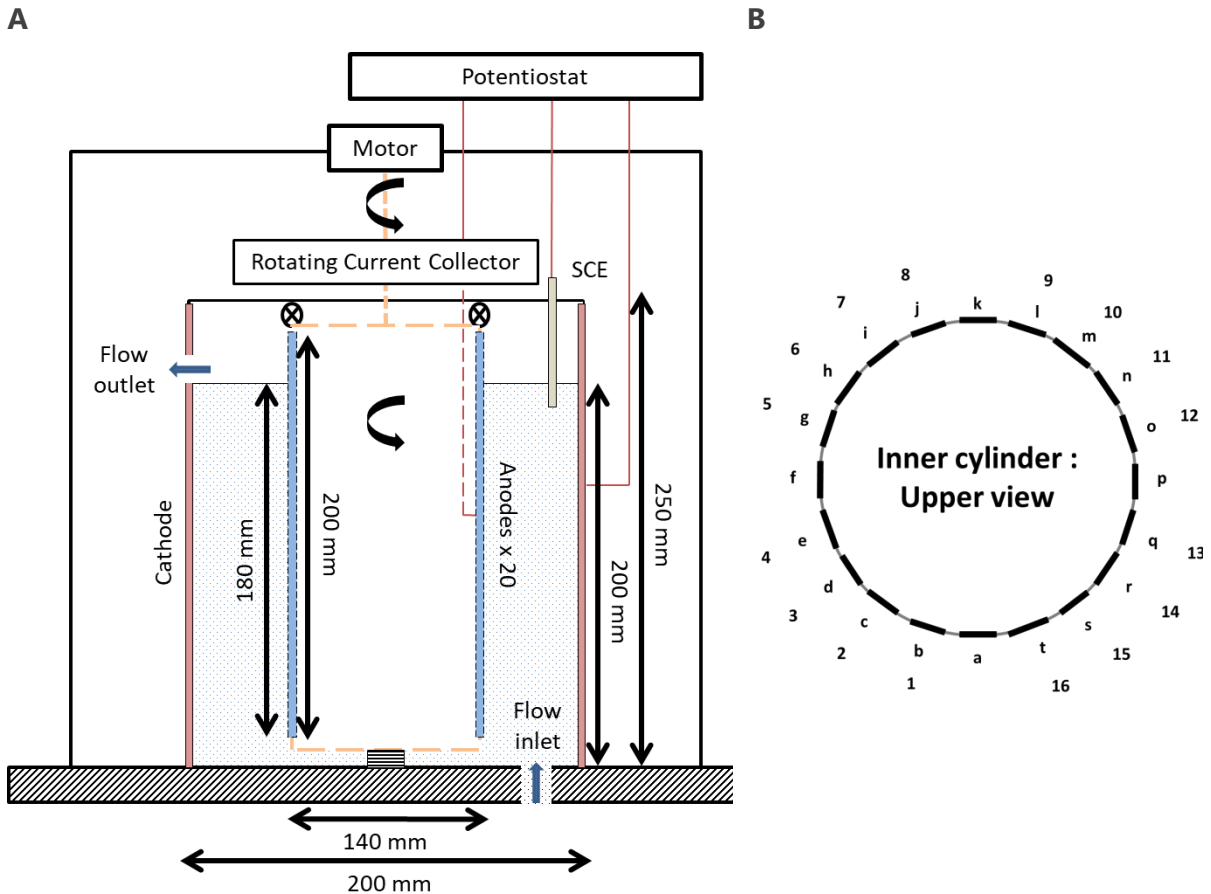 A
B
Potentiostat
Motor
Rotating Current Collector
SCE
Flow
outlet
Cathode
180 mm
200 mm
Anodes x 20
200 mm
250 mm
Flow
inlet
140 mm
200 mm
8
9
7
j
k
l
10
i
m
6
11
h
n
5
g
o
12
f
Inner cylinder :
Upper view
p
e
q
4
13
d
r
3
c
s
14
2
b
a
t
15
1
16